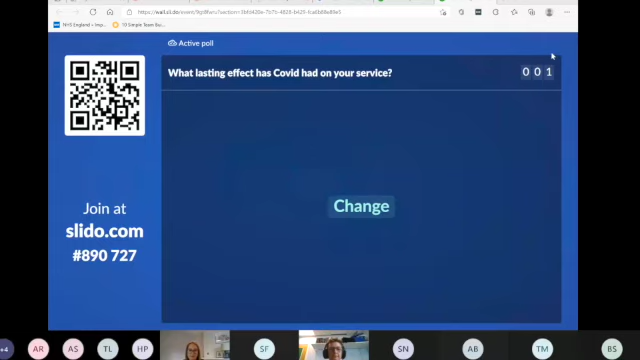 NHS England » Imp...
10 Simple Team Bu...
Active poll
What lasting effect has Covid had on your service?
0 0 1
Change
Join at
slido.com
#890 727
+4
AR
AS
TL
HP
SF
SN
AB
TM
BS